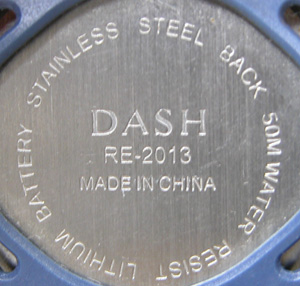 STAINLESS STEEL BACK 50M WATER RESIST LITHIUM BATTERY
DASH
RE-2013
MADE IN CHINA